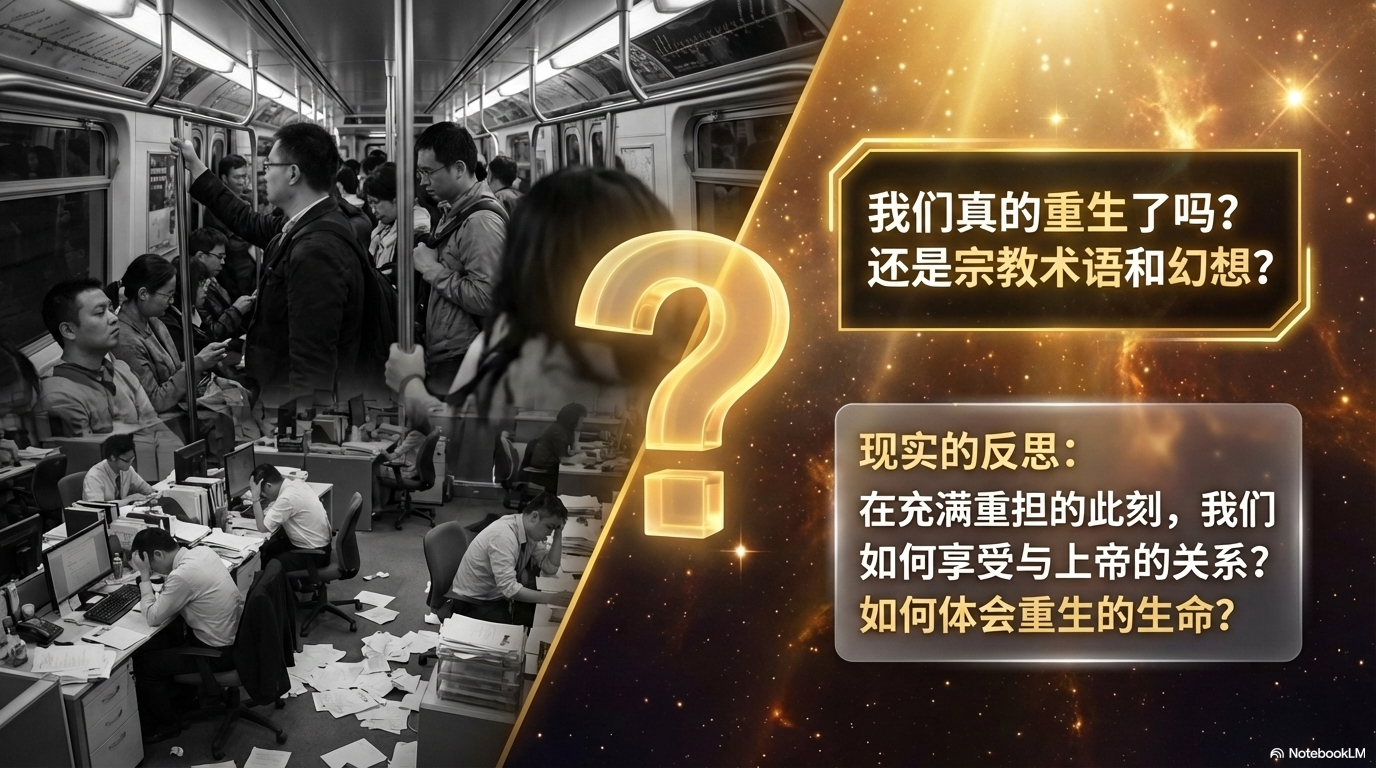 我们真的重生了吗？
还是宗教术语和幻想？
现实的反思：
在充满重担的此刻，我们
如何享受与上帝的关系？
如何体会重生的生命？
NotebookLM